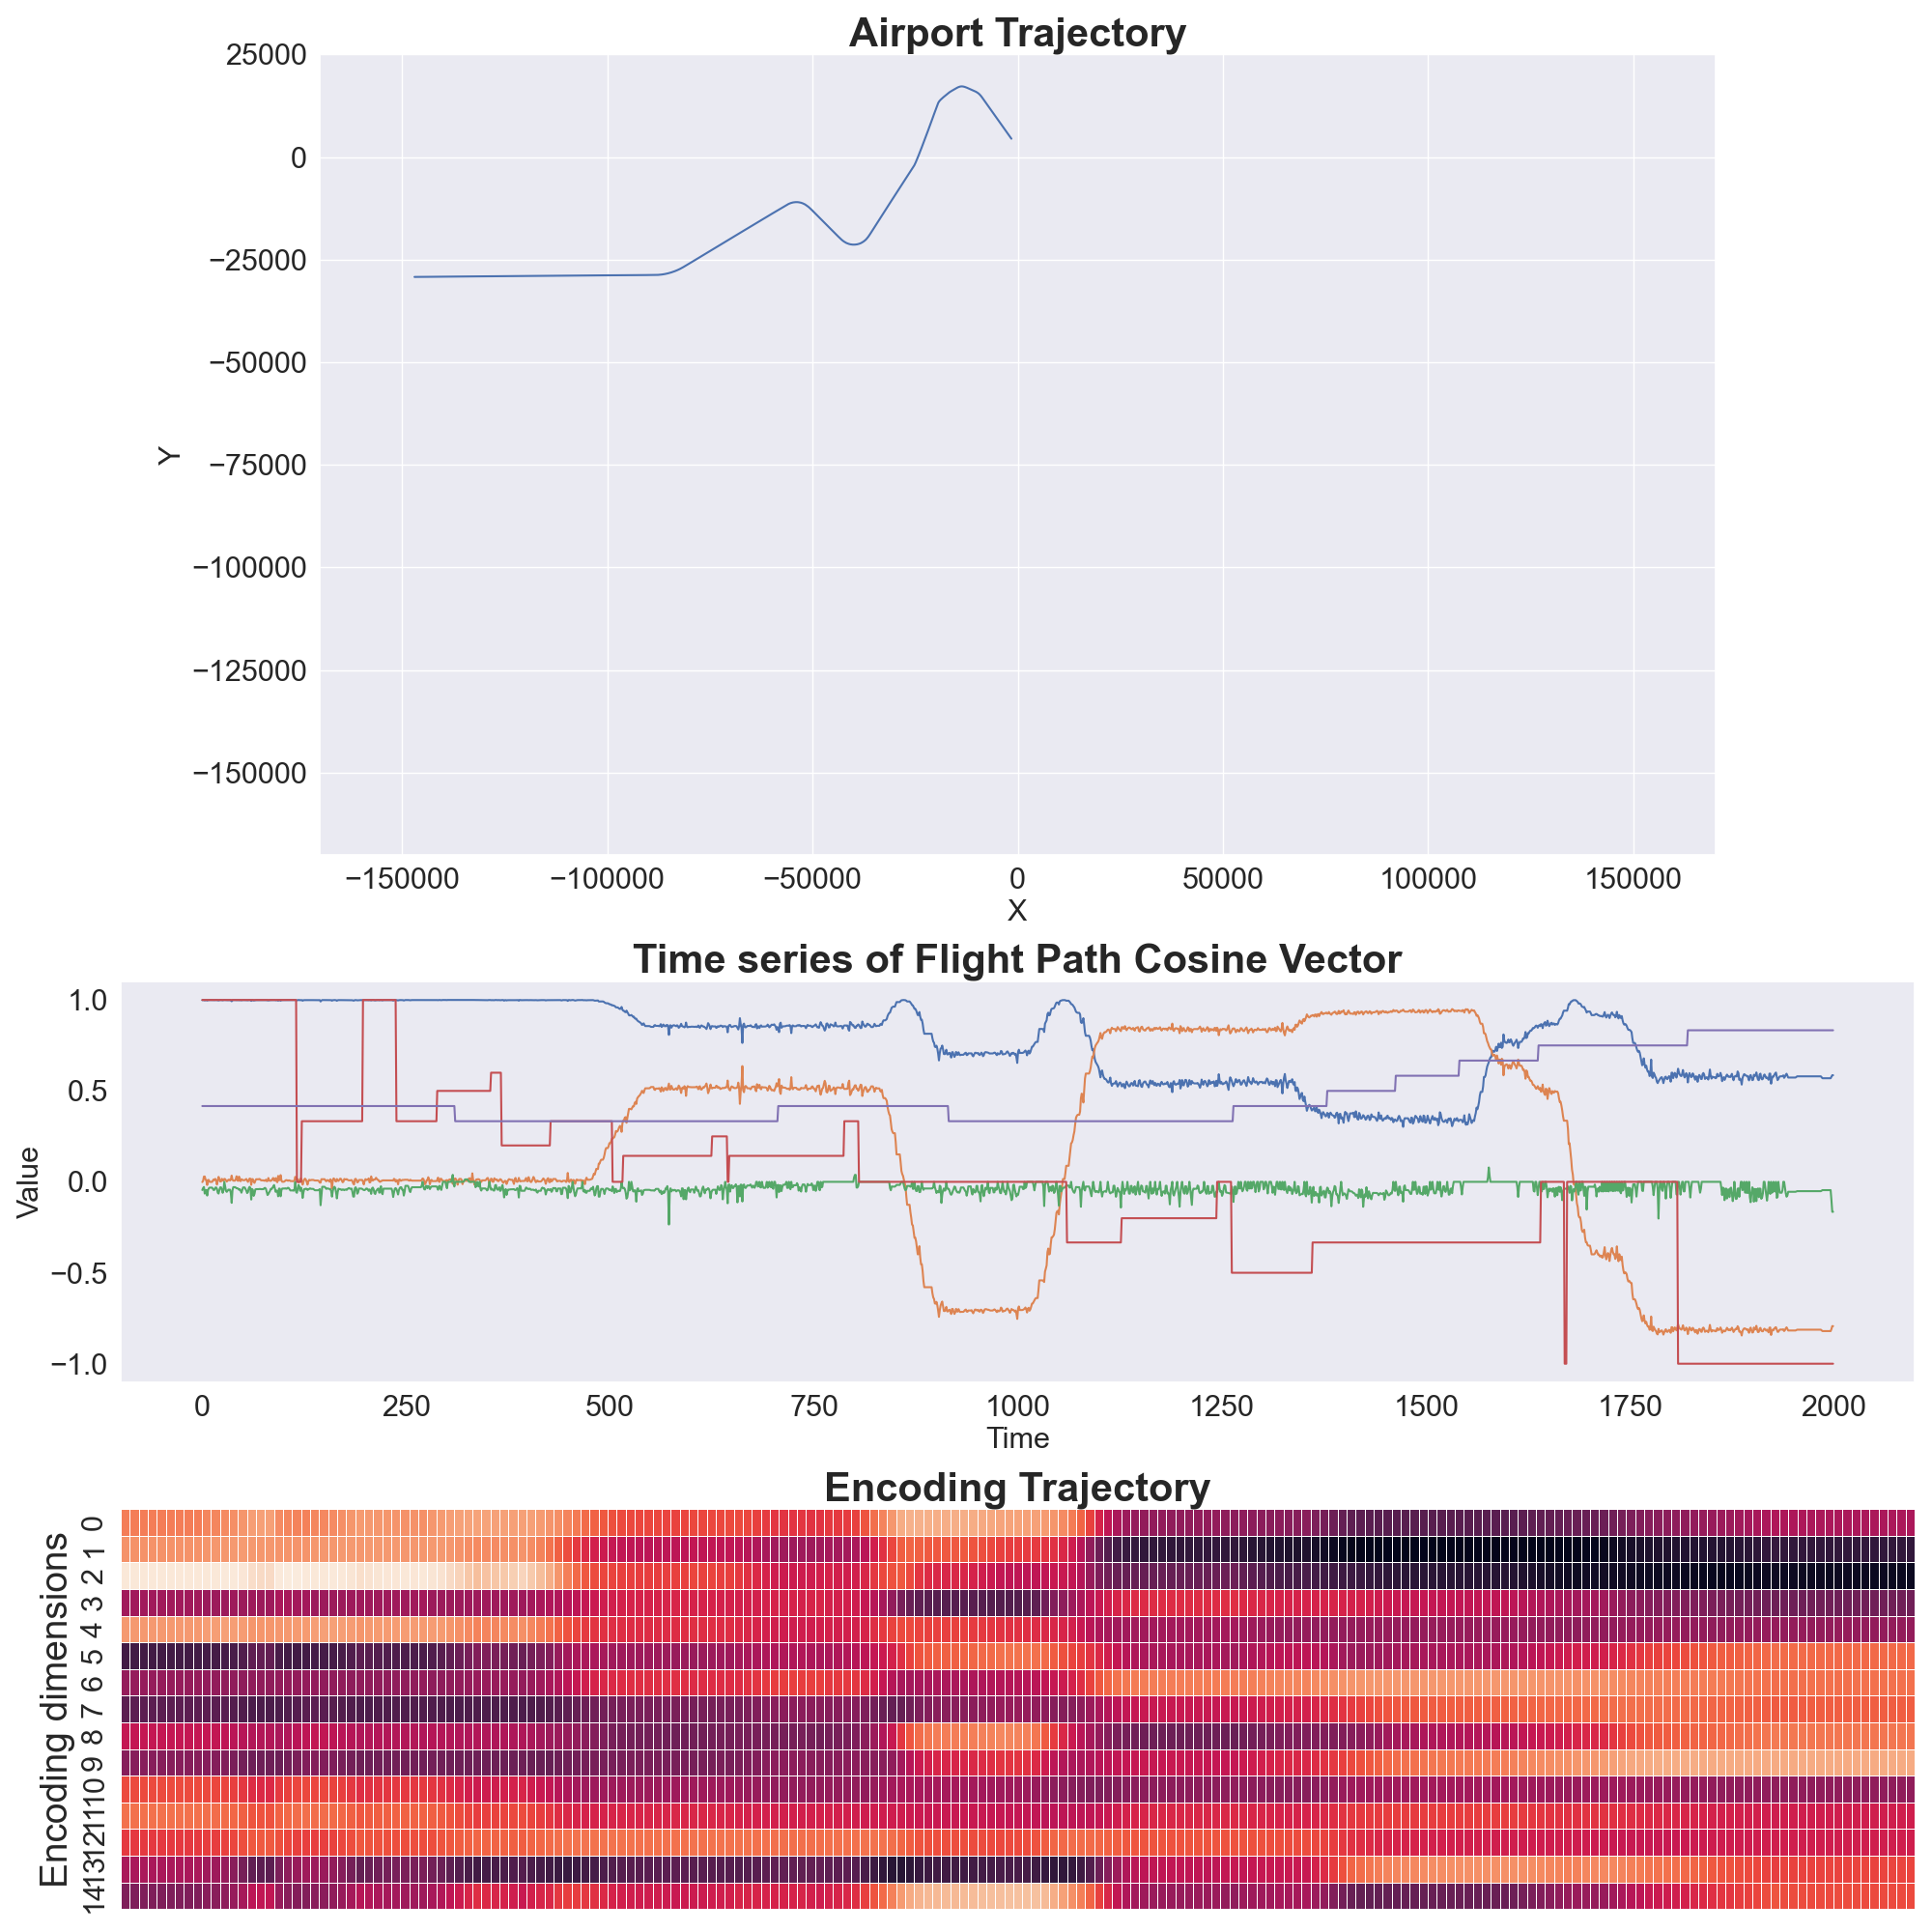 Airport Trajectory
25000
0
−25000
−50000
−75000
−100000
−125000
−150000
Y
−150000 −100000 −50000 0 50000 100000 150000
X
Time series of Flight Path Cosine Vector
1.0
0.5
0.0
−0.5
−1.0
Value
0 250 500 750 1000 1250 1500 1750 2000
Time
Encoding Trajectory
Encoding dimensions
0
1
2
3
4
5
6
7
8
9
10
11
12
13
14